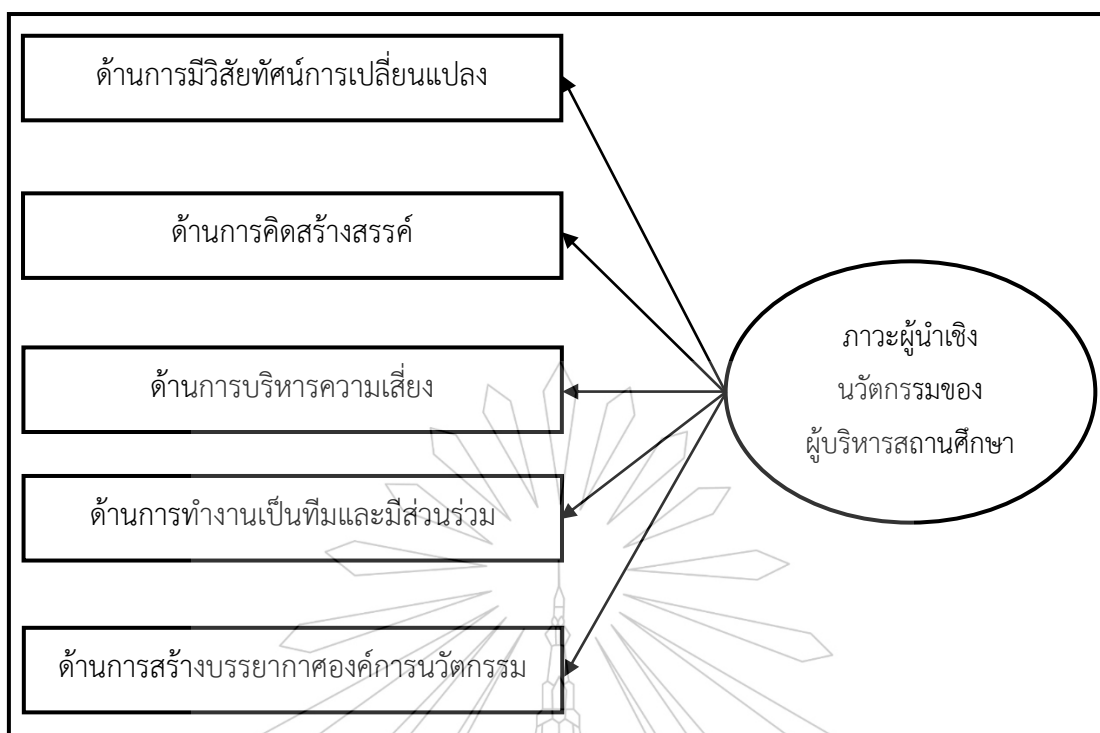 ด้านการมีวิสัยทัศน์การเปลี่ยนแปลง
ด้านการคิดสร้างสรรค์
ด้านการบริหารความเสี่ยง
ด้านการทำงานเป็นทีมและมีส่วนร่วม
ด้านการสร้างบรรยากาศองค์การนวัตกรรม
ภาวะผู้นำเชิง
นวัตกรรมของ
ผู้บริหารสถานศึกษา